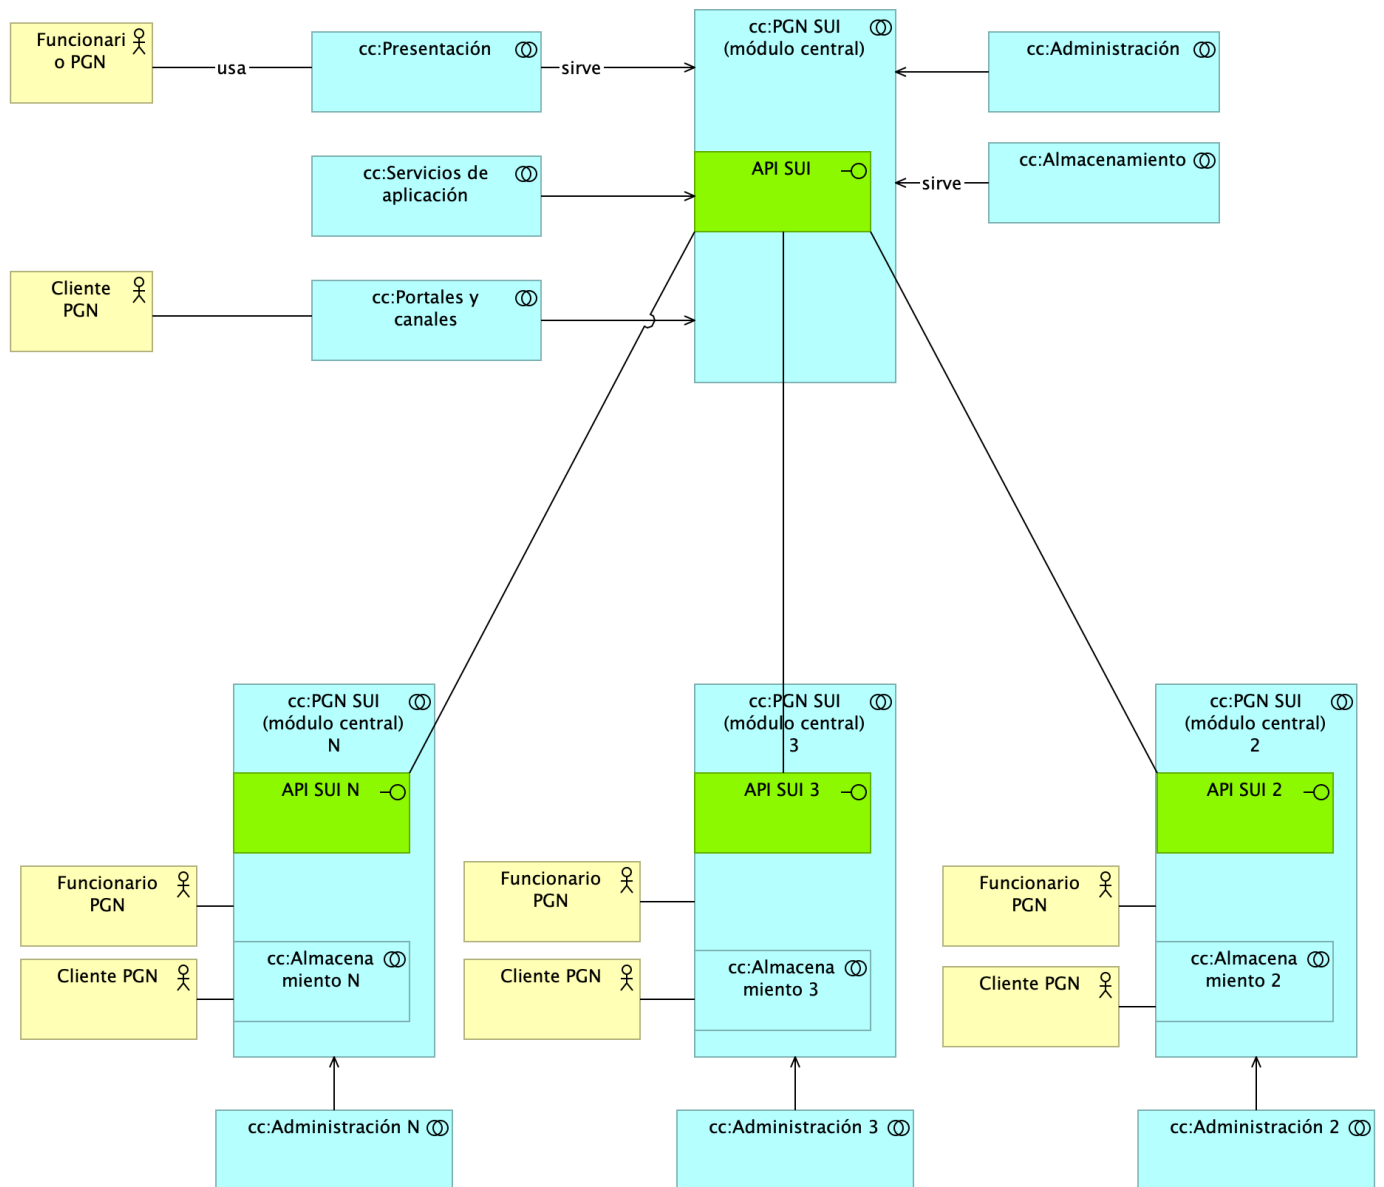 Funcionari
o PGN
usa
cc:Presentación
sirve
cc:PGN SUI
(módulo central)
cc:Administración
cc:Servicios de
aplicación
API SUI
sirve
cc:Almacenamiento
Cliente
PGN
cc:Portales y
canales
cc:PGN SUI
(módulo central)
N
API SUI N
Funcionario
PGN
Cliente PGN
cc:Almacena
miento N
cc:Administración N
cc:PGN SUI
(módulo central)
3
API SUI 3
Funcionario
PGN
Cliente PGN
cc:Almacena
miento 3
cc:Administración 3
cc:PGN SUI
(módulo central)
2
API SUI 2
Funcionario
PGN
Cliente PGN
cc:Almacena
miento 2
cc:Administración 2